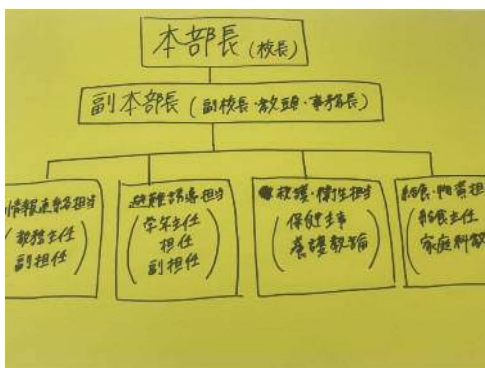 本部長(校長)
副本部長(副校長・教頭・事務長)
情報連絡担当
教務主任
副担任
避難誘導担当
学年主任
担任
副担任
救護・衛生担当
保健主事
養護教諭
給食・物資担
給食主任
家庭科教